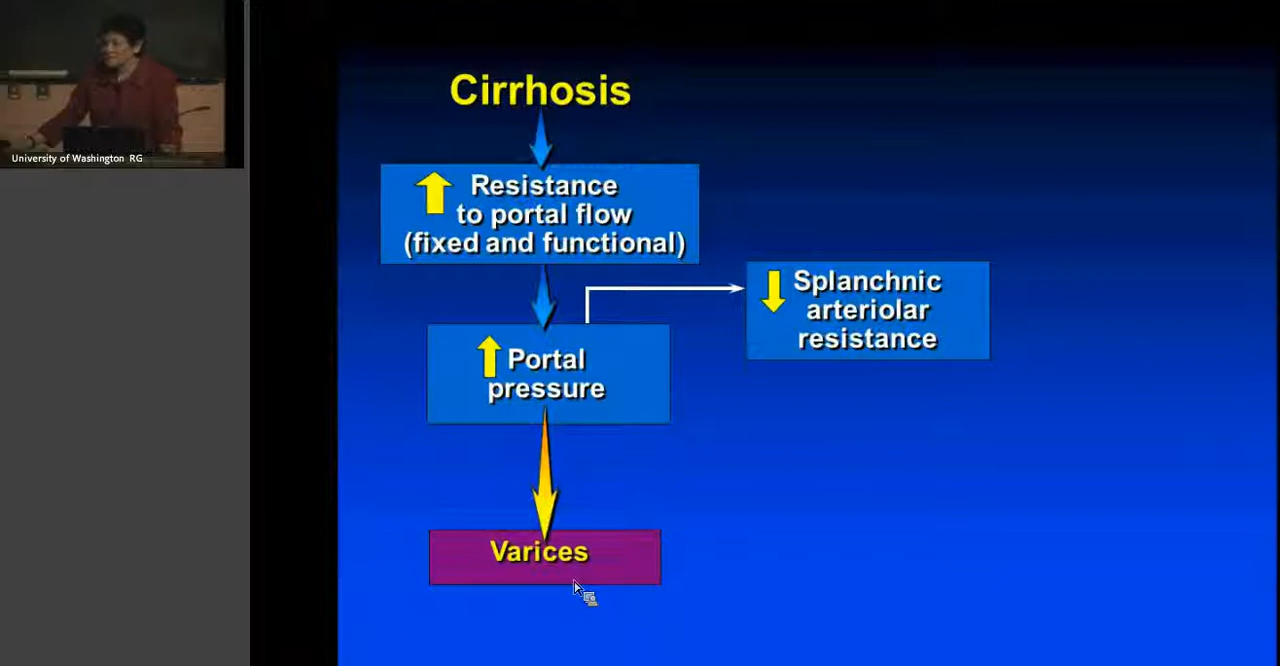 University of Washington RG
Cirrhosis
Resistance
to portal flow
(fixed and functional)
Splanchnic
arteriolar
resistance
Portal
pressure
Varices